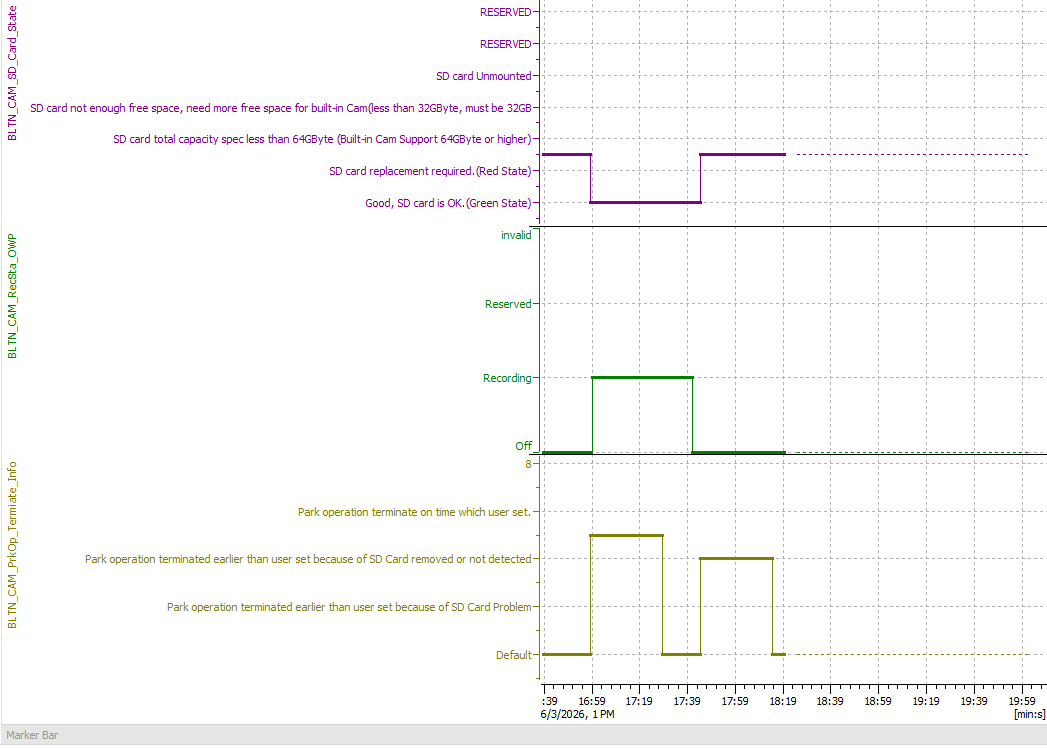 BLTN_CAM_SD_Card_State
RESERVED
RESERVED
SD card Unmounted
SD card not enough free space, need more free space for built-in Cam(less than 32GByte, must be 32GB
SD card total capacity spec less than 64GByte (Built-in Cam Support 64GByte or higher)
SD card replacement required.(Red State)
Good, SD card is OK.(Green State)
BLTN_CAM_RecSta_OWP
invalid
Reserved
Recording
Off
BLTN_CAM_PrkOp_Termiate_Info
8
Park operation terminate on time which user set.
Park operation terminated earlier than user set because of SD Card removed or not detected
Park operation terminated earlier than user set because of SD Card Problem
Default
:39 16:59 17:19 17:39 17:59 18:19 18:39 18:59 19:19 19:39 19:59
6/3/2026, 1 PM [min:s]
Marker Bar